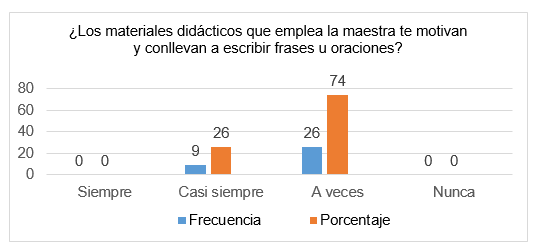 ¿Los materiales didácticos que emplea la maestra te motivan
y conllevan a escribir frases u oraciones?
80
60
40
20
0
0 0
9 26
26 74
0 0
Siempre Casi siempre A veces Nunca
Frecuencia Porcentaje